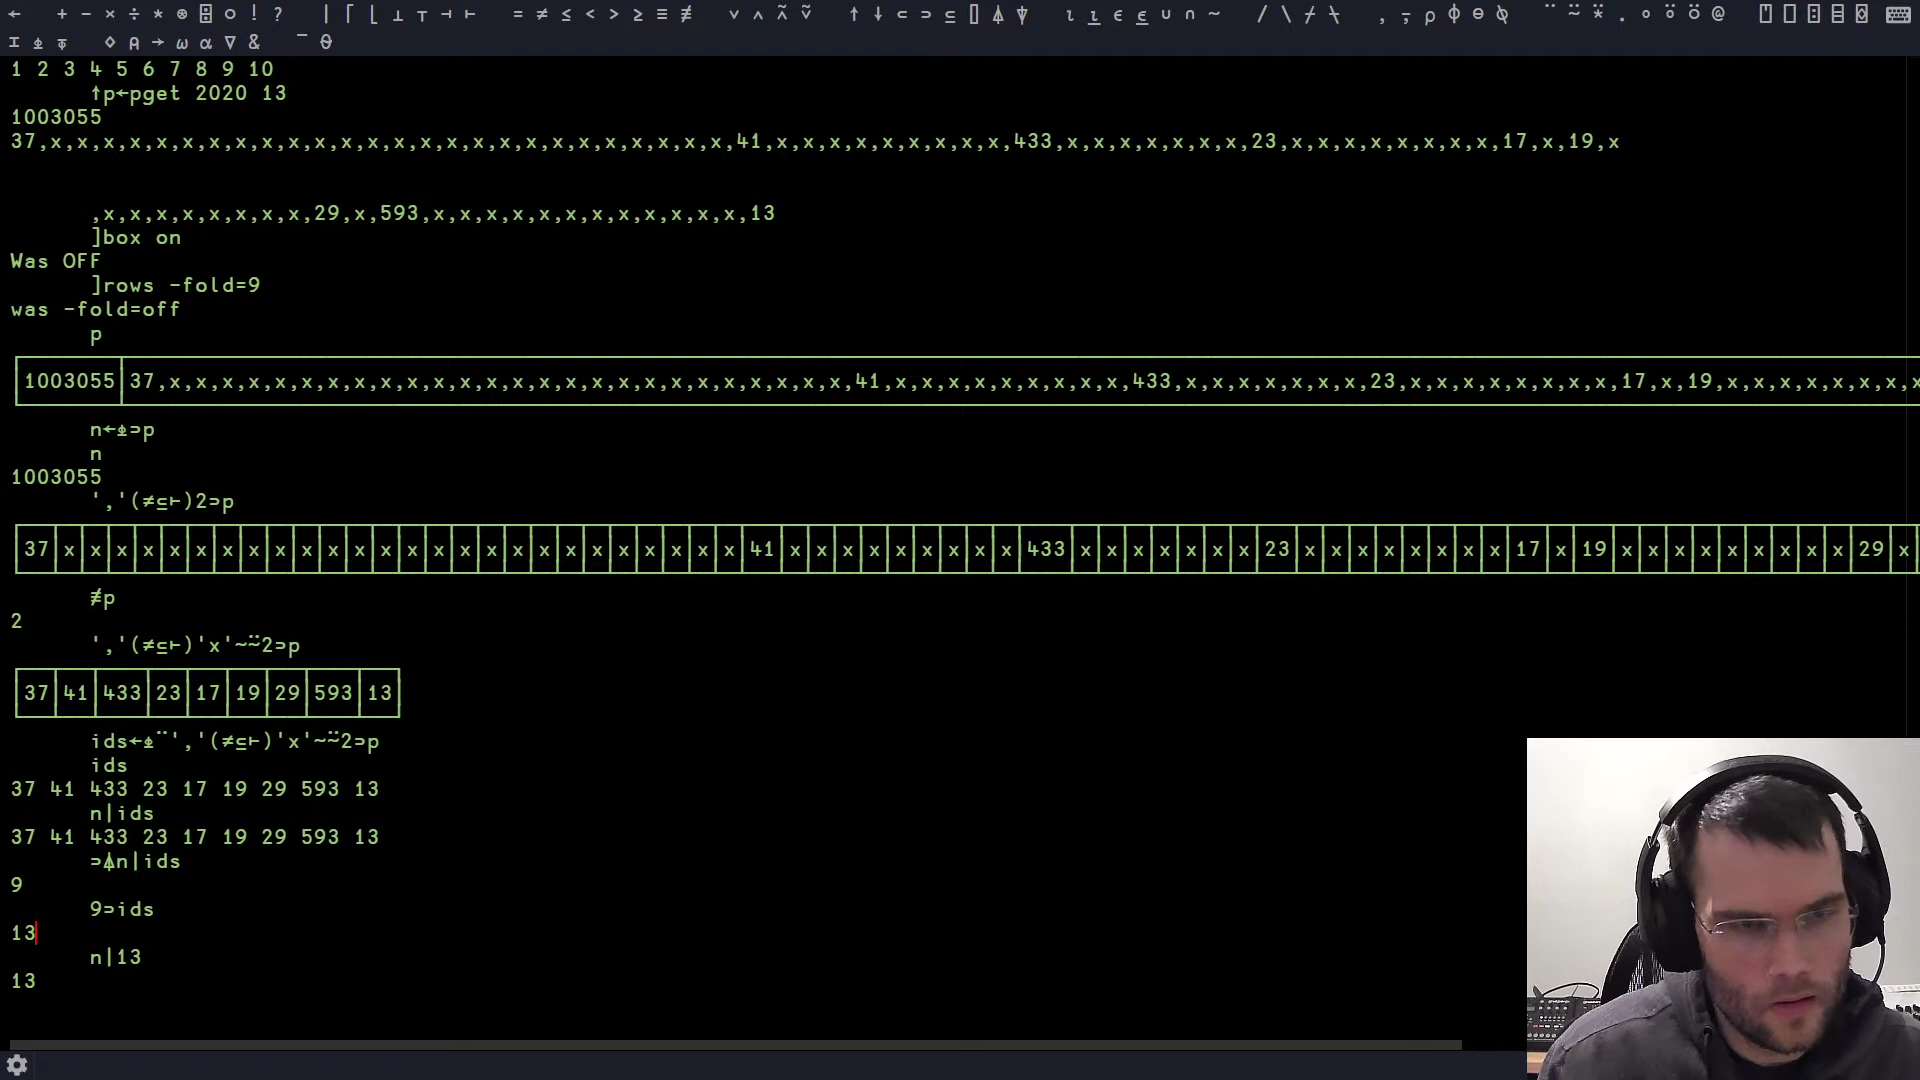 ← + - × ÷ * ⍟ ⌹ ○ ! ? | ⌈ ⌊ ⊥ ⊤ ⊣ ⊢ = ≠ ≤ < > ≥ ≡ ≢ ∨ ∧ ⍲ ⍱ ↑ ↓ ⊂ ⊃ ⊆ ⌷ ⍋ ⍒ ⍳ ⍸ ∊ ⍷ ∪ ∩ ~ / \ ⌿ ⍀ , ⍪ ⍴ ⌽ ⊖ ⍉ ¨ ⍨ ⍣ . ∘ ⍤ ⍥ @ ⍞ ⎕ ⍠ ⌸ ⌺
⌶ ⍎ ⍕ ⋄ ⍝ → ⍵ ⍺ ∇ & ¯ ⍬
1 2 3 4 5 6 7 8 9 10
↑p←pget 2020 13
1003055
37,x,x,x,x,x,x,x,x,x,x,x,x,x,x,x,x,x,x,x,x,x,x,x,x,x,x,41,x,x,x,x,x,x,x,x,x,433,x,x,x,x,x,x,x,23,x,x,x,x,x,x,x,x,17,x,19,x
,x,x,x,x,x,x,x,x,29,x,593,x,x,x,x,x,x,x,x,x,x,x,x,13
]box on
Was OFF
]rows -fold=9
was -fold=off
p
1003055 37,x,x,x,x,x,x,x,x,x,x,x,x,x,x,x,x,x,x,x,x,x,x,x,x,x,x,41,x,x,x,x,x,x,x,x,x,433,x,x,x,x,x,x,x,23,x,x,x,x,x,x,x,x,17,x,19,x,x,x,x,x,x,x,x
n←⍎⊃p
n
1003055
','(≠⊆⊢)2⊃p
37 x x x x x x x x x x x x x x x x x x x x x x x x x x 41 x x x x x x x x x 433 x x x x x x x 23 x x x x x x x x 17 x 19 x x x x x x x x x 29 x
≢p
2
','(≠⊆⊢)'x'~⍨2⊃p
37 41 433 23 17 19 29 593 13
ids←⍎¨','(≠⊆⊢)'x'~⍨2⊃p
ids
37 41 433 23 17 19 29 593 13
n|ids
37 41 433 23 17 19 29 593 13
⊃⍋n|ids
9
9⊃ids
13
n|13
13